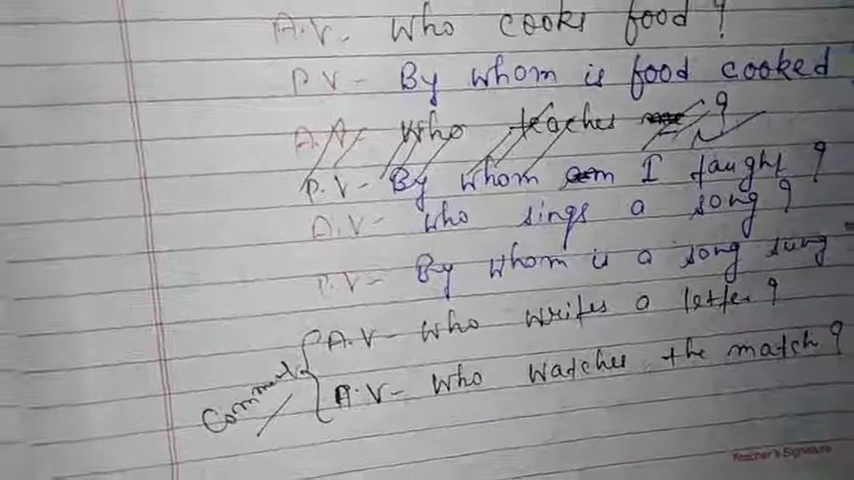 A.V. Who cooks food ?
P V - By whom is food cooked
A.A. Who teaches ?
P.V - By whom am I taught ?
A.V - Who sings a song ?
P.V - By whom is a song sung
A.V - Who writes a letter ?
Comment A.V - Who watches the match ?
Teacher's Signature